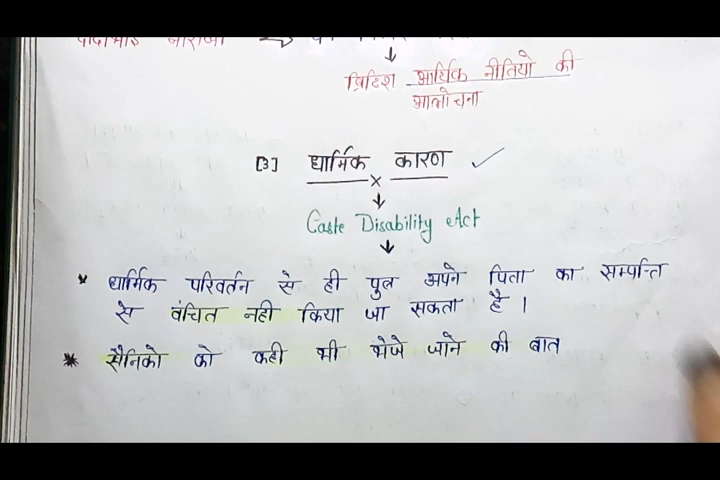 ब्रिटिश आर्थिक नीतियो की
आलोचना
[3] धार्मिक कारण
Caste Disability Act
* धार्मिक परिवर्तन से ही पुत्र अपने पिता का सम्पत्ति
से वंचित नही किया जा सकता है ।
* सैनिको को कही भी भेजे जाने की बात